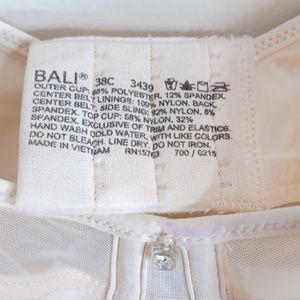 BALI® 38C 3439
OUTER CUP: 88% POLYESTER, 12% SPANDEX.
CENTER BELT LININGS: 100% NYLON. BACK,
CENTER BELT, SIDE SLING: 92% NYLON, 8%
SPANDEX. TOP CUP: 68% NYLON, 32%
SPANDEX. EXCLUSIVE OF TRIM AND ELASTICS.
HAND WASH COLD WATER, WITH LIKE COLORS.
DO NOT BLEACH. LINE DRY. DO NOT IRON.
MADE IN VIETNAM RN15763 700 / 0215